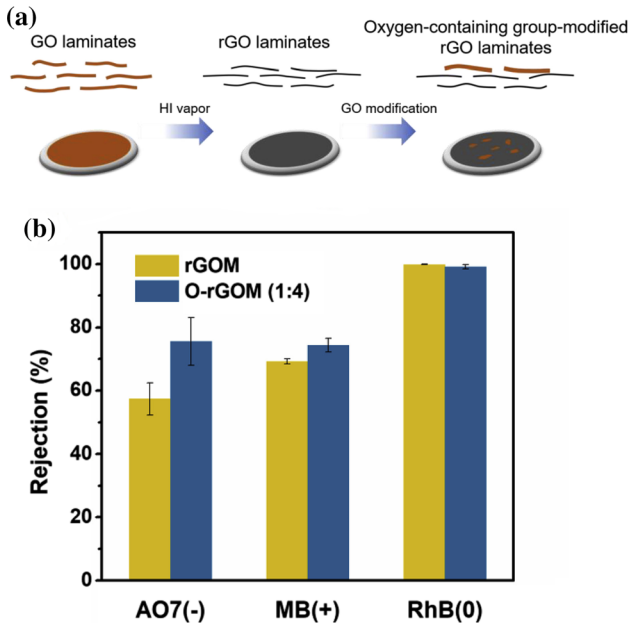 (a)
GO laminates
rGO laminates
Oxygen-containing group-modified
rGO laminates
HI vapor
GO modification
(b)
rGOM
O-rGOM (1:4)
Rejection (%)
100
80
60
40
20
0
AO7(-)
MB(+)
RhB(0)